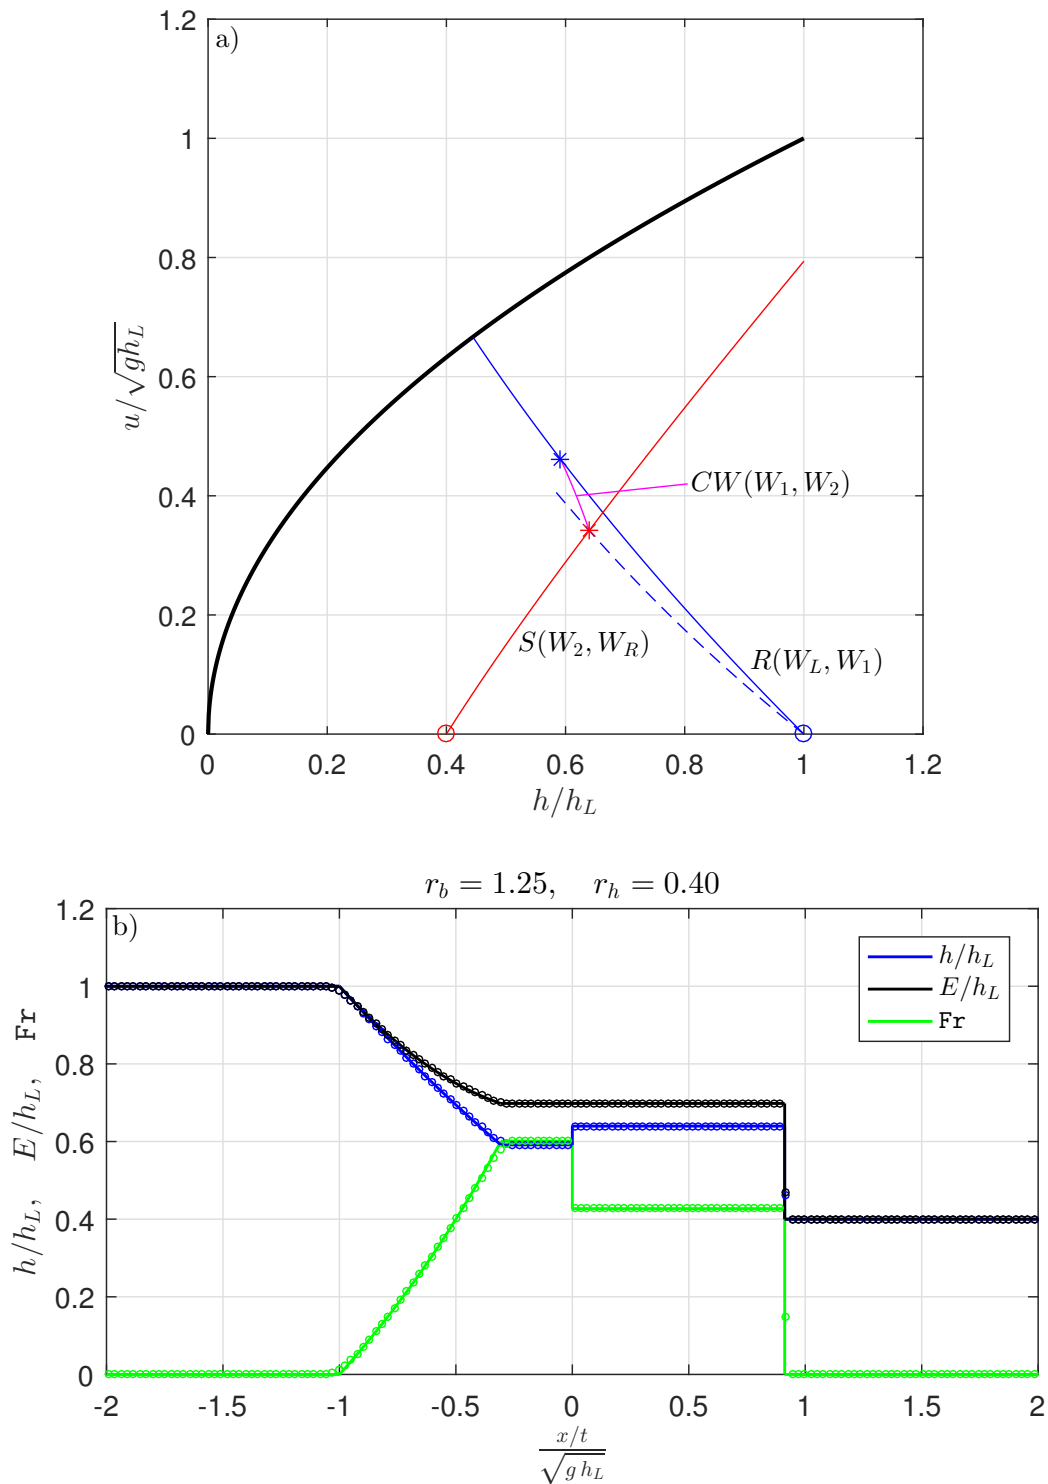 a)
1.2
1
0.8
0.6
0.4
0.2
0
u/√gh_L
CW(W_1, W_2)
S(W_2, W_R)
R(W_L, W_1)
0 0.2 0.4 0.6 0.8 1 1.2
h/h_L
r_b = 1.25, r_h = 0.40
b)
1.2
1
0.8
0.6
0.4
0.2
0
h/h_L, E/h_L, Fr
h/h_L
E/h_L
Fr
-2 -1.5 -1 -0.5 0 0.5 1 1.5 2
x/t
√g h_L